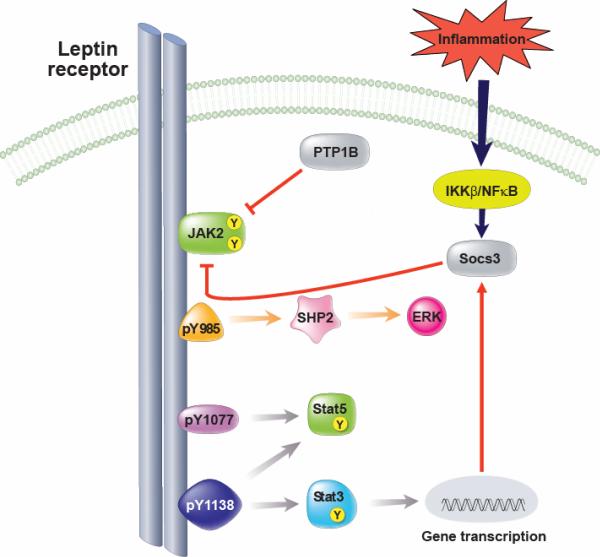 Inflammation
Leptin
receptor
PTP1B
IKKβ/NFκB
JAK2
Y
Y
Socs3
pY985
SHP2
ERK
pY1077
Stat5
Y
pY1138
Stat3
Y
Gene transcription